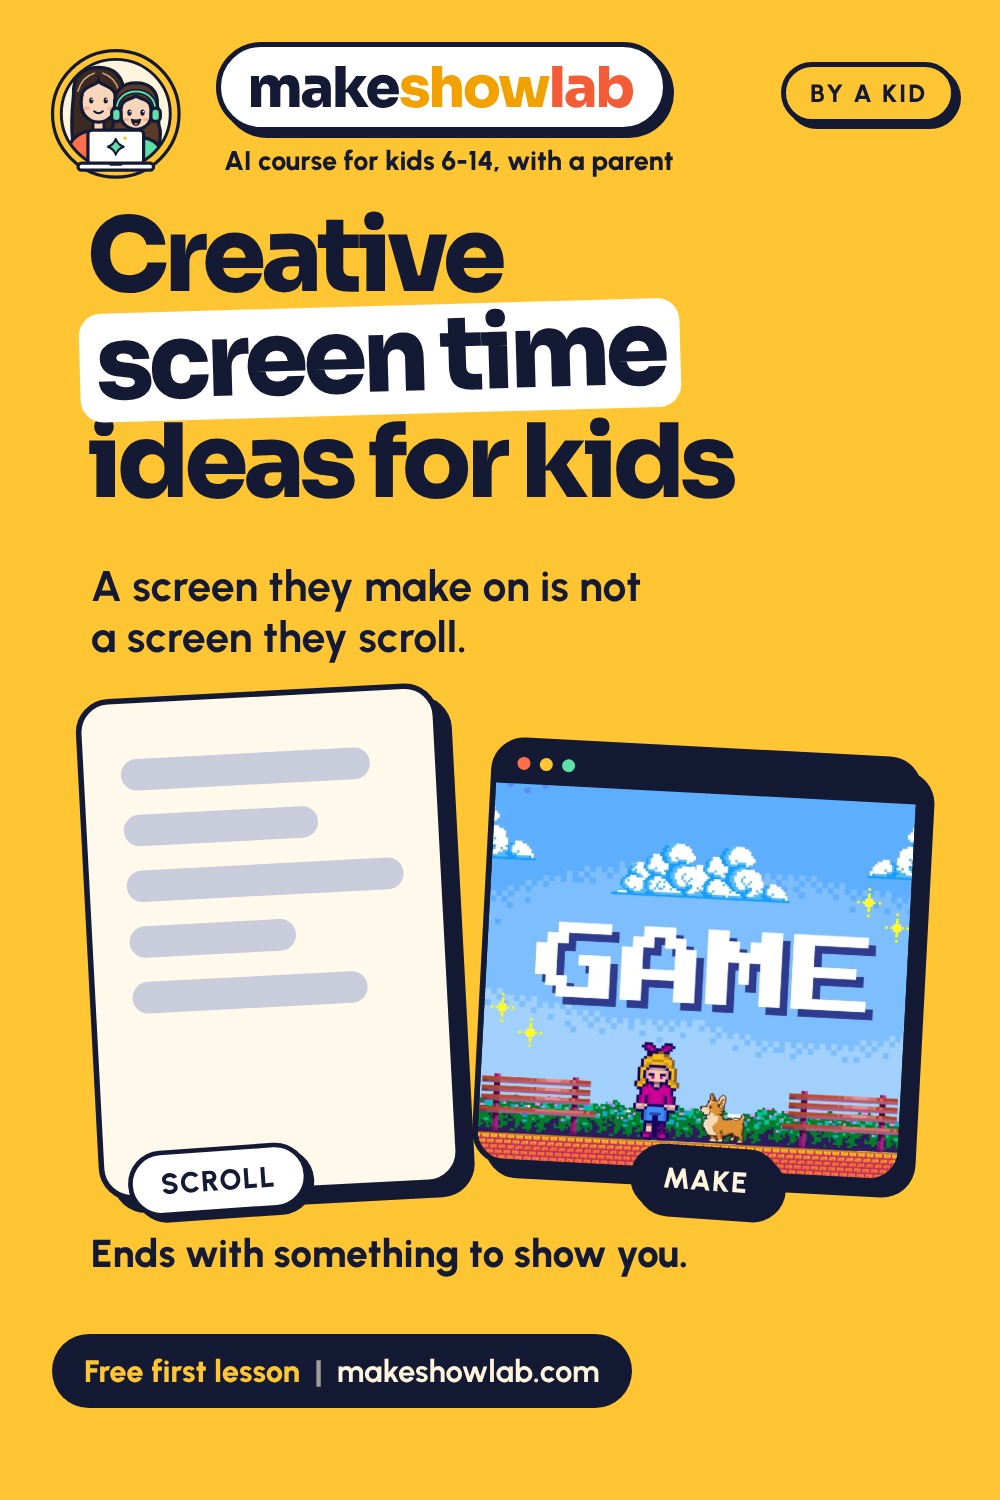 makeshowlab
BY A KID
AI course for kids 6-14, with a parent
Creative
screen time
ideas for kids
A screen they make on is not
a screen they scroll.
GAME
SCROLL
MAKE
Ends with something to show you.
Free first lesson | makeshowlab.com